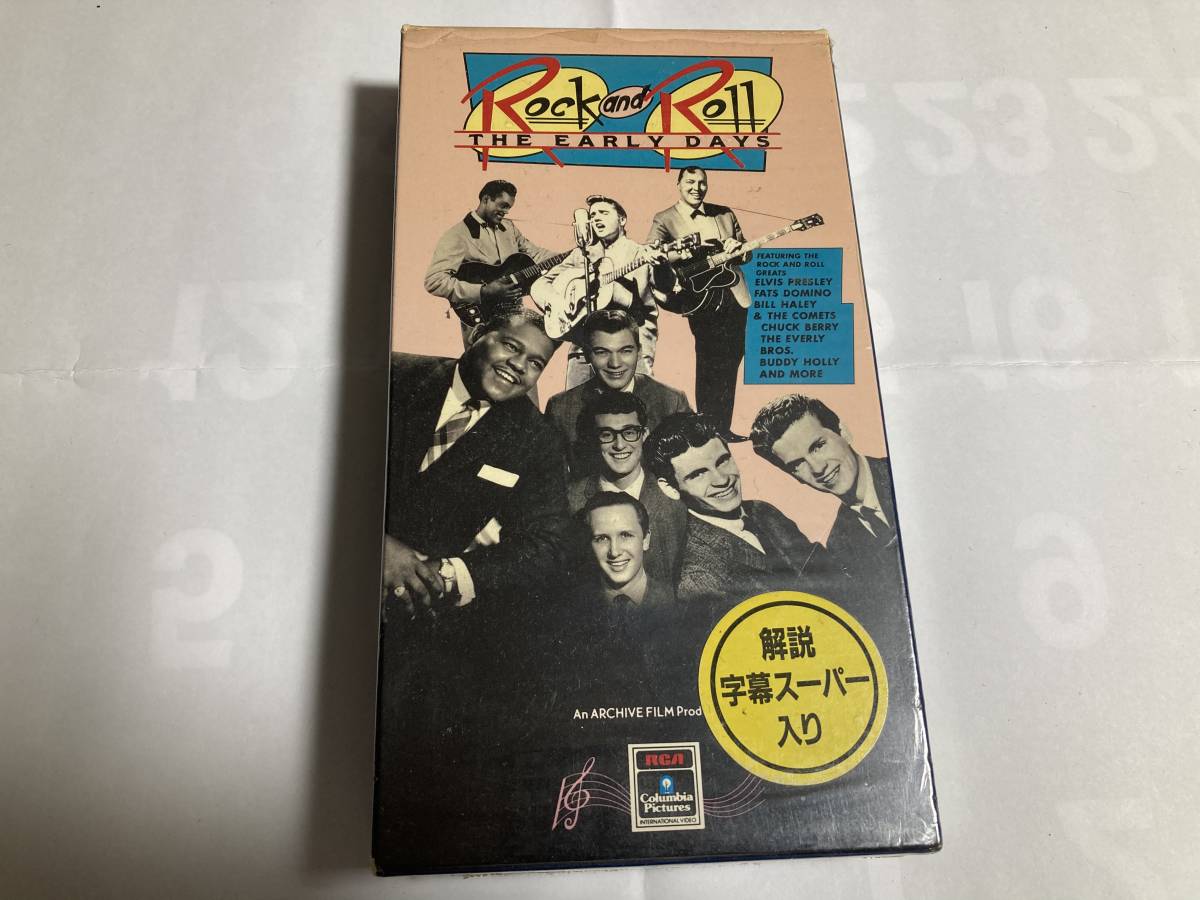 Rock and Roll
THE EARLY DAYS
FEATURING THE
ROCK AND ROLL
GREATS
ELVIS PRESLEY
FATS DOMINO
BILL HALEY
& THE COMETS
CHUCK BERRY
THE EVERLY
BROS.
BUDDY HOLLY
AND MORE
解説
字幕スーパー
入り
An ARCHIVE FILM Prod
RCA
Columbia
Pictures
INTERNATIONAL VIDEO